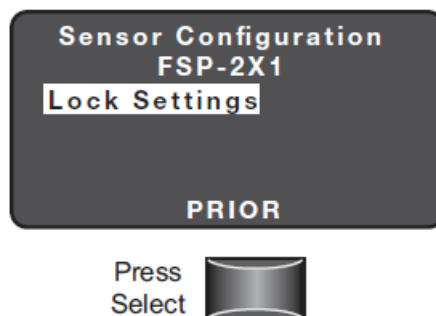 Sensor Configuration
FSP-2X1
Lock Settings
PRIOR
Press
Select